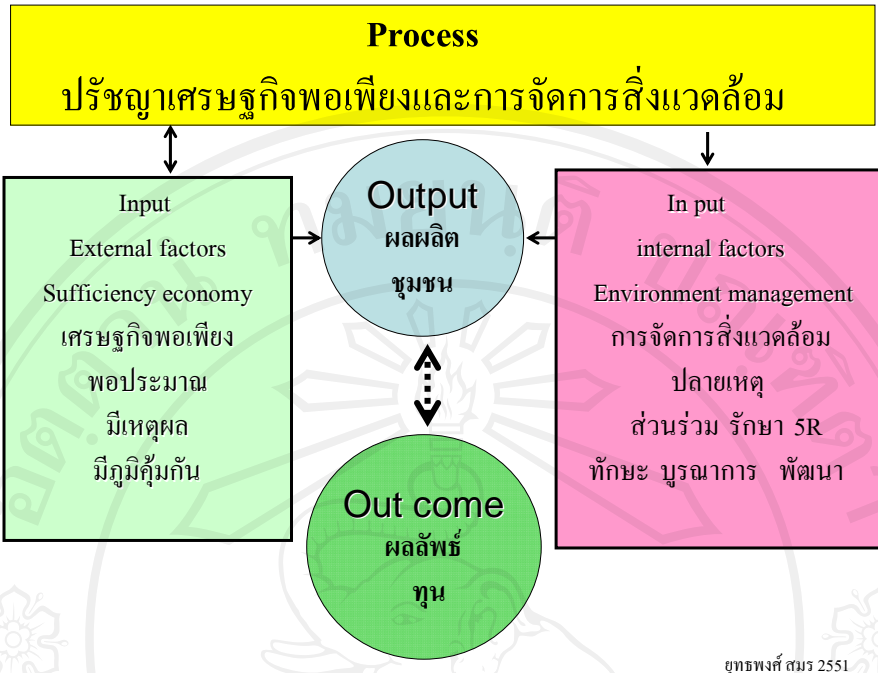 Process
ปรัชญาเศรษฐกิจพอเพียงและการจัดการสิ่งแวดล้อม
Input
External factors
Sufficiency economy
เศรษฐกิจพอเพียง
พอประมาณ
มีเหตุผล
มีภูมิคุ้มกัน
Output
ผลผลิต
ชุมชน
In put
internal factors
Environment management
การจัดการสิ่งแวดล้อม
ปลายเหตุ
ส่วนร่วม รักษา 5R
ทักษะ บูรณาการ พัฒนา
Out come
ผลลัพธ์
ทุน
ยุทธพงศ์ สมร 2551